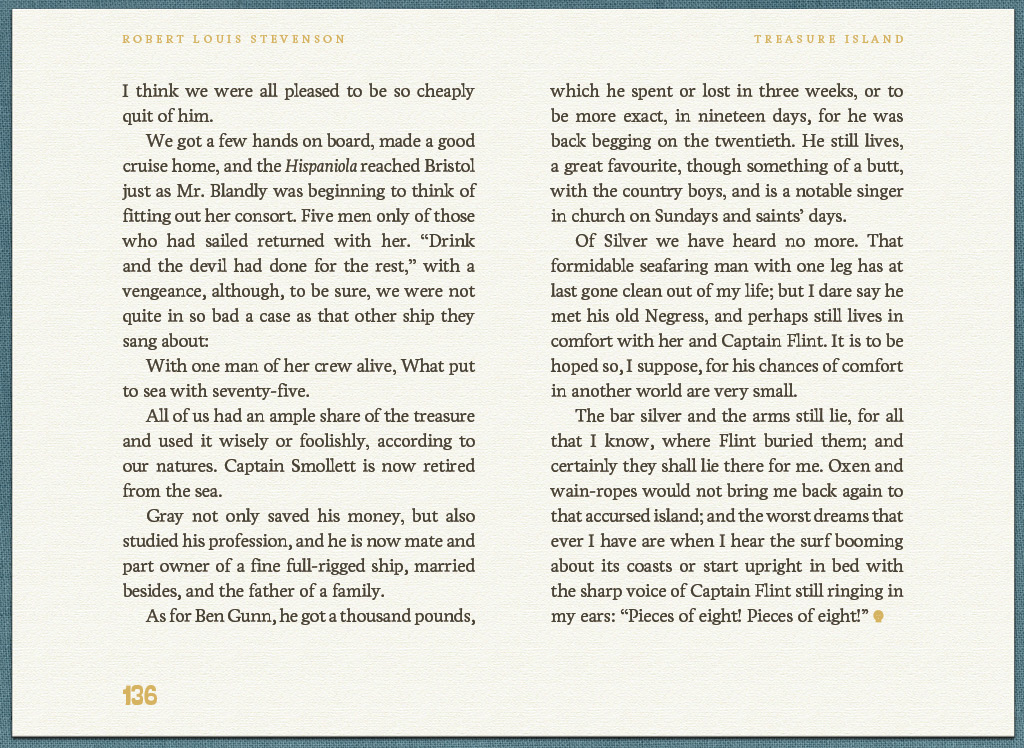 ROBERT LOUIS STEVENSON
TREASURE ISLAND
I think we were all pleased to be so cheaply
quit of him.
We got a few hands on board, made a good
cruise home, and the Hispaniola reached Bristol
just as Mr. Blandly was beginning to think of
fitting out her consort. Five men only of those
who had sailed returned with her. “Drink
and the devil had done for the rest,” with a
vengeance, although, to be sure, we were not
quite in so bad a case as that other ship they
sang about:
With one man of her crew alive, What put
to sea with seventy-five.
All of us had an ample share of the treasure
and used it wisely or foolishly, according to
our natures. Captain Smollett is now retired
from the sea.
Gray not only saved his money, but also
studied his profession, and he is now mate and
part owner of a fine full-rigged ship, married
besides, and the father of a family.
As for Ben Gunn, he got a thousand pounds,
which he spent or lost in three weeks, or to
be more exact, in nineteen days, for he was
back begging on the twentieth. He still lives,
a great favourite, though something of a butt,
with the country boys, and is a notable singer
in church on Sundays and saints’ days.
Of Silver we have heard no more. That
formidable seafaring man with one leg has at
last gone clean out of my life; but I dare say he
met his old Negress, and perhaps still lives in
comfort with her and Captain Flint. It is to be
hoped so, I suppose, for his chances of comfort
in another world are very small.
The bar silver and the arms still lie, for all
that I know, where Flint buried them; and
certainly they shall lie there for me. Oxen and
wain-ropes would not bring me back again to
that accursed island; and the worst dreams that
ever I have are when I hear the surf booming
about its coasts or start upright in bed with
the sharp voice of Captain Flint still ringing in
my ears: “Pieces of eight! Pieces of eight!”
136